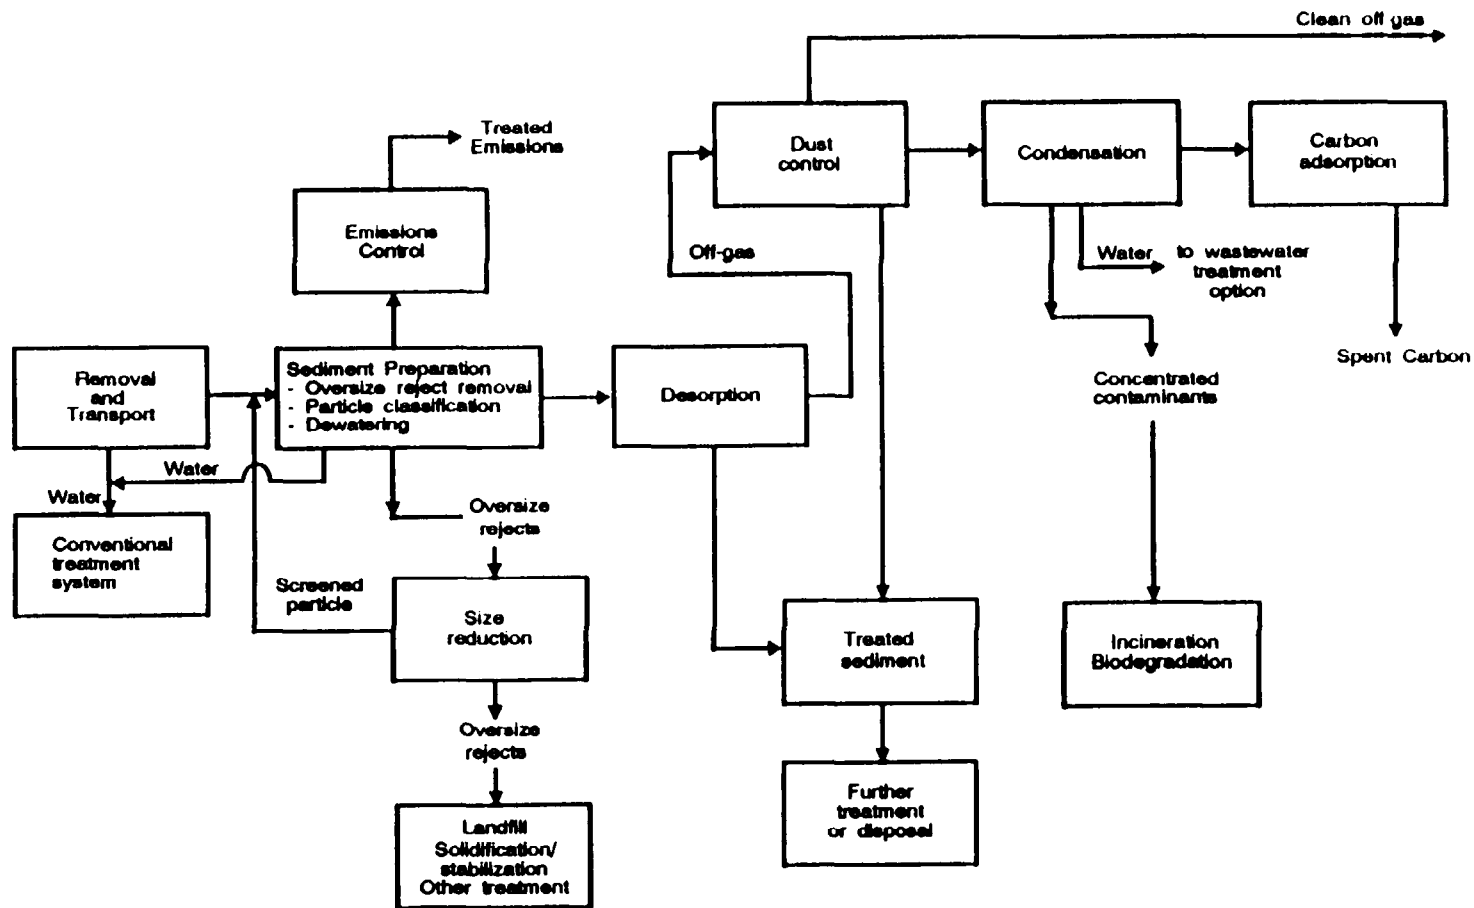 Clean off gas
Treated
Emissions
Dust
control
Condensation
Carbon
adsorption
Emissions
Control
Off-gas
Water
to wastewater
treatment
option
Removal
and
Transport
Sediment Preparation
- Oversize reject removal
- Particle classification
- Dewatering
Desorption
Spent Carbon
Concentrated
contaminants
Water
Water
Oversize
rejects
Conventional
treatment
system
Screened
particle
Size
reduction
Treated
sediment
Incineration
Biodegradation
Oversize
rejects
Further
treatment
or disposal
Landfill
Solidification/
stabilization
Other treatment